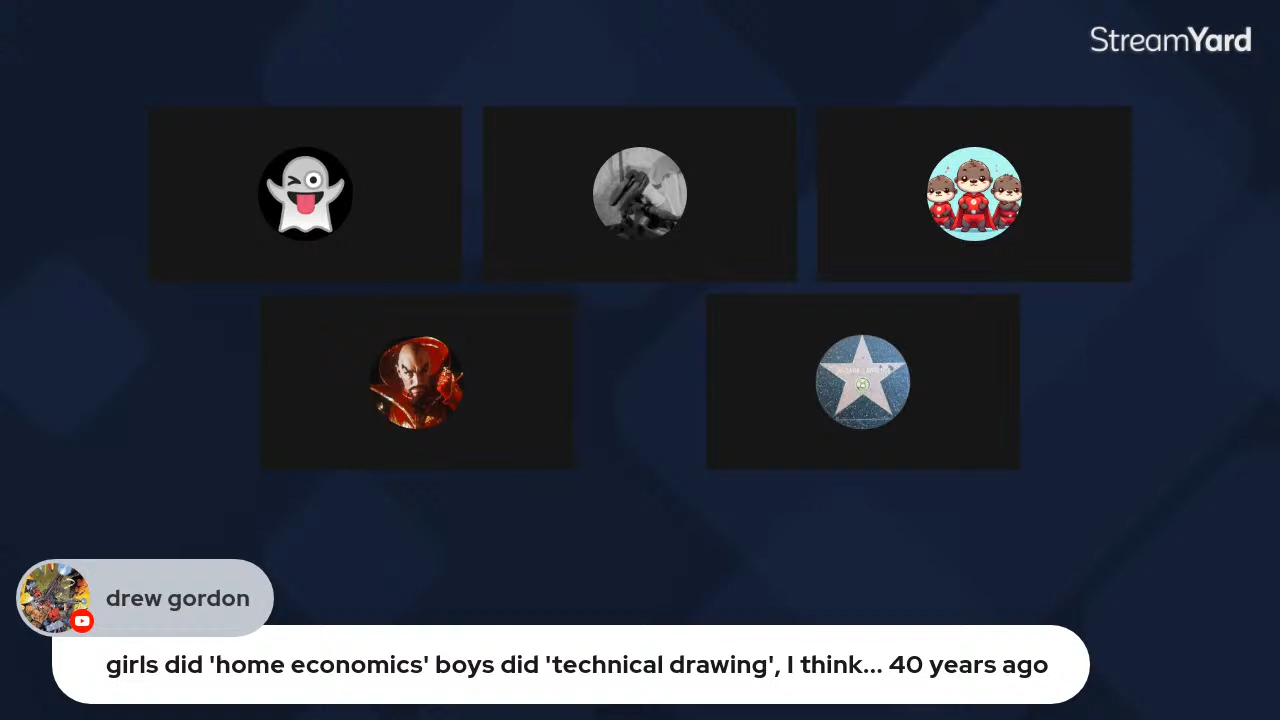 StreamYard
drew gordon
girls did 'home economics' boys did 'technical drawing', I think... 40 years ago